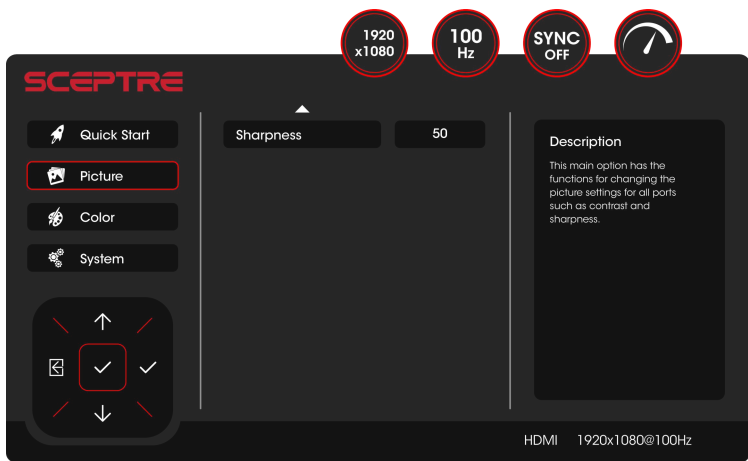 1920
x1080
100
Hz
SYNC
OFF
SCEPTRE
Quick Start
Picture
Color
System
Sharpness 50
Description
This main option has the
functions for changing the
picture settings for all ports
such as contrast and
sharpness.
HDMI 1920x1080@100Hz